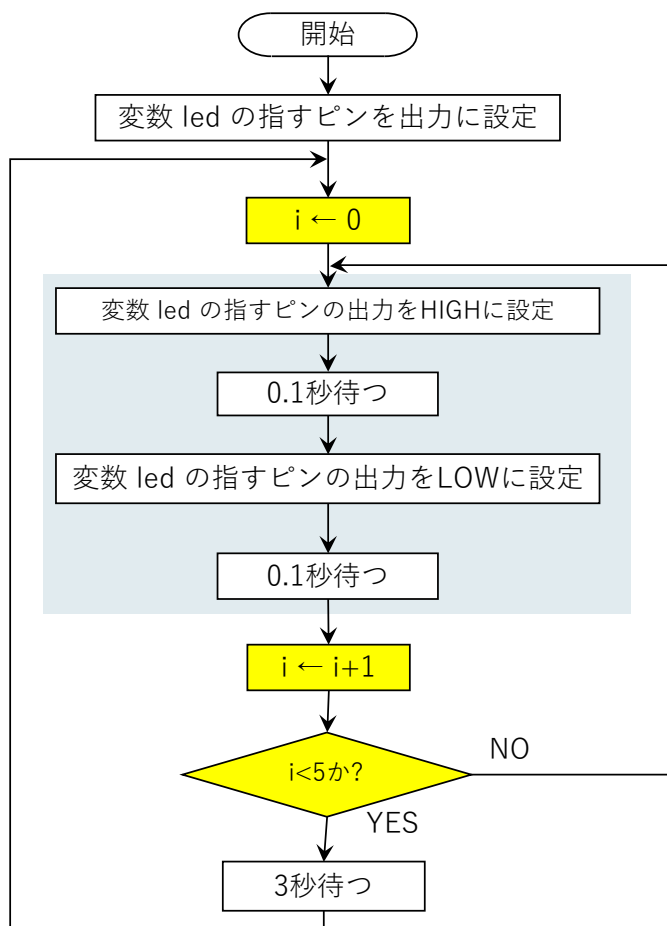 開始
変数 led の指すピンを出力に設定
i ← 0
変数 led の指すピンの出力をHIGHに設定
0.1秒待つ
変数 led の指すピンの出力をLOWに設定
0.1秒待つ
i ← i+1
i<5か?
NO
YES
3秒待つ